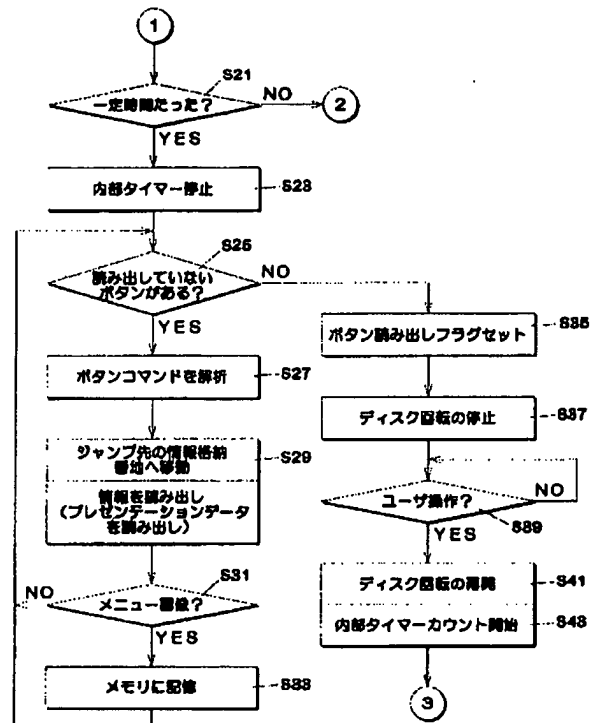 1
S21
一定時間たった？
NO
2
YES
内部タイマー停止
S23
S25
読み出していない
ボタンがある？
NO
YES
ボタンコマンドを解析
S27
ジャンプ先の情報格納
番地へ移動
S29
情報を読み出し
（プレゼンテーションデータ
を読み出し）
S31
NO
メニュー画像？
YES
メモリに記憶
S33
ボタン読み出しフラグセット
S35
ディスク回転の停止
S37
ユーザ操作？
NO
S39
YES
ディスク回転の再開
S41
内部タイマーカウント開始
S43
3